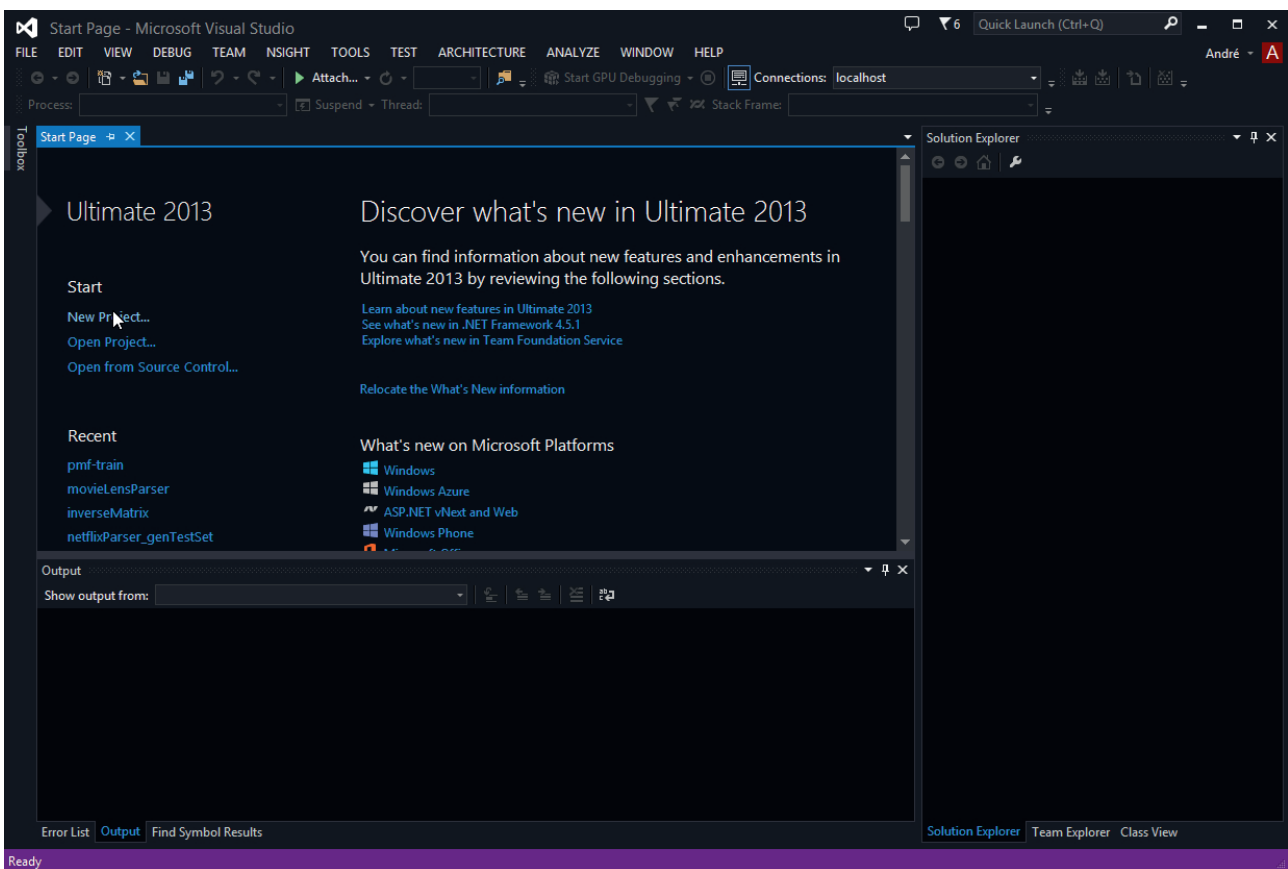 Start Page - Microsoft Visual Studio
6
Quick Launch (Ctrl+Q)
FILE EDIT VIEW DEBUG TEAM NSIGHT TOOLS TEST ARCHITECTURE ANALYZE WINDOW HELP
André
A
Attach...
Start GPU Debugging
Connections: localhost
Process:
Suspend
Thread:
Stack Frame:
Toolbox
Start Page
Ultimate 2013
Start
New Project...
Open Project...
Open from Source Control...
Recent
pmf-train
movieLensParser
inverseMatrix
netflixParser_genTestSet
Discover what's new in Ultimate 2013
You can find information about new features and enhancements in
Ultimate 2013 by reviewing the following sections.
Learn about new features in Ultimate 2013
See what's new in .NET Framework 4.5.1
Explore what's new in Team Foundation Service
Relocate the What's New information
What's new on Microsoft Platforms
Windows
Windows Azure
ASP.NET vNext and Web
Windows Phone
Solution Explorer
Output
Show output from:
Error List Output Find Symbol Results
Solution Explorer Team Explorer Class View
Ready